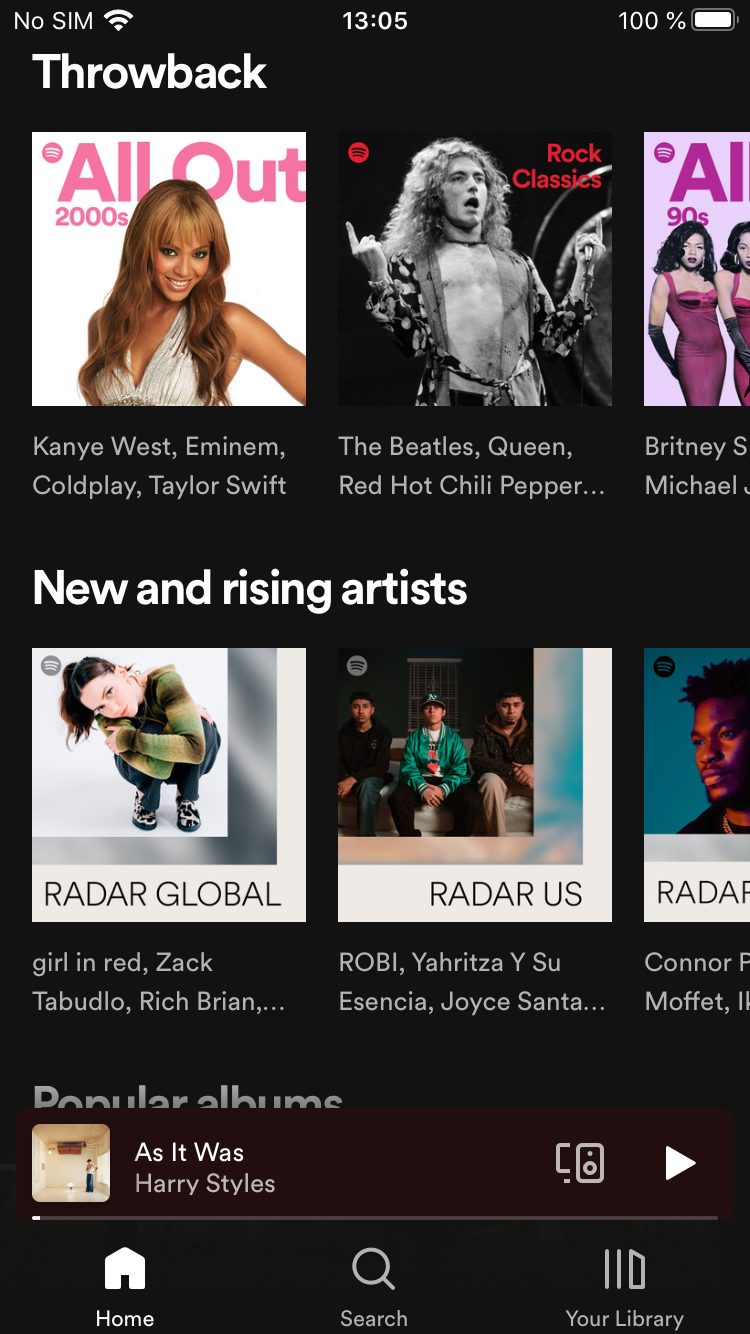 No SIM 13:05 100 %
Throwback
All Out
2000s
Rock
Classics
All
90s
Kanye West, Eminem,
Coldplay, Taylor Swift
The Beatles, Queen,
Red Hot Chili Pepper...
Britney S
Michael J
New and rising artists
RADAR GLOBAL
RADAR US
RADAR
girl in red, Zack
Tabudlo, Rich Brian,...
ROBI, Yahritza Y Su
Esencia, Joyce Santa...
Connor P
Moffet, Ik
Popular albums
As It Was
Harry Styles
Home
Search
Your Library